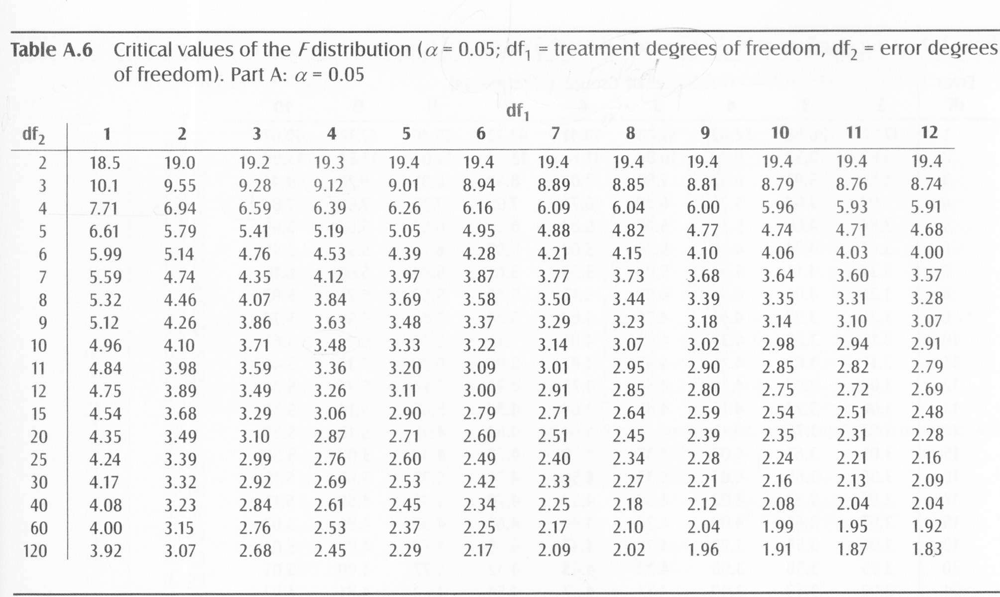 Table A.6 Critical values of the F distribution (α = 0.05; df₁ = treatment degrees of freedom, df₂ = error degrees
of freedom). Part A: α = 0.05
df₁
df₂ 1 2 3 4 5 6 7 8 9 10 11 12
2 18.5 19.0 19.2 19.3 19.4 19.4 19.4 19.4 19.4 19.4 19.4 19.4
3 10.1 9.55 9.28 9.12 9.01 8.94 8.89 8.85 8.81 8.79 8.76 8.74
4 7.71 6.94 6.59 6.39 6.26 6.16 6.09 6.04 6.00 5.96 5.93 5.91
5 6.61 5.79 5.41 5.19 5.05 4.95 4.88 4.82 4.77 4.74 4.71 4.68
6 5.99 5.14 4.76 4.53 4.39 4.28 4.21 4.15 4.10 4.06 4.03 4.00
7 5.59 4.74 4.35 4.12 3.97 3.87 3.77 3.73 3.68 3.64 3.60 3.57
8 5.32 4.46 4.07 3.84 3.69 3.58 3.50 3.44 3.39 3.35 3.31 3.28
9 5.12 4.26 3.86 3.63 3.48 3.37 3.29 3.23 3.18 3.14 3.10 3.07
10 4.96 4.10 3.71 3.48 3.33 3.22 3.14 3.07 3.02 2.98 2.94 2.91
11 4.84 3.98 3.59 3.36 3.20 3.09 3.01 2.95 2.90 2.85 2.82 2.79
12 4.75 3.89 3.49 3.26 3.11 3.00 2.91 2.85 2.80 2.75 2.72 2.69
15 4.54 3.68 3.29 3.06 2.90 2.79 2.71 2.64 2.59 2.54 2.51 2.48
20 4.35 3.49 3.10 2.87 2.71 2.60 2.51 2.45 2.39 2.35 2.31 2.28
25 4.24 3.39 2.99 2.76 2.60 2.49 2.40 2.34 2.28 2.24 2.21 2.16
30 4.17 3.32 2.92 2.69 2.53 2.42 2.33 2.27 2.21 2.16 2.13 2.09
40 4.08 3.23 2.84 2.61 2.45 2.34 2.25 2.18 2.12 2.08 2.04 2.04
60 4.00 3.15 2.76 2.53 2.37 2.25 2.17 2.10 2.04 1.99 1.95 1.92
120 3.92 3.07 2.68 2.45 2.29 2.17 2.09 2.02 1.96 1.91 1.87 1.83